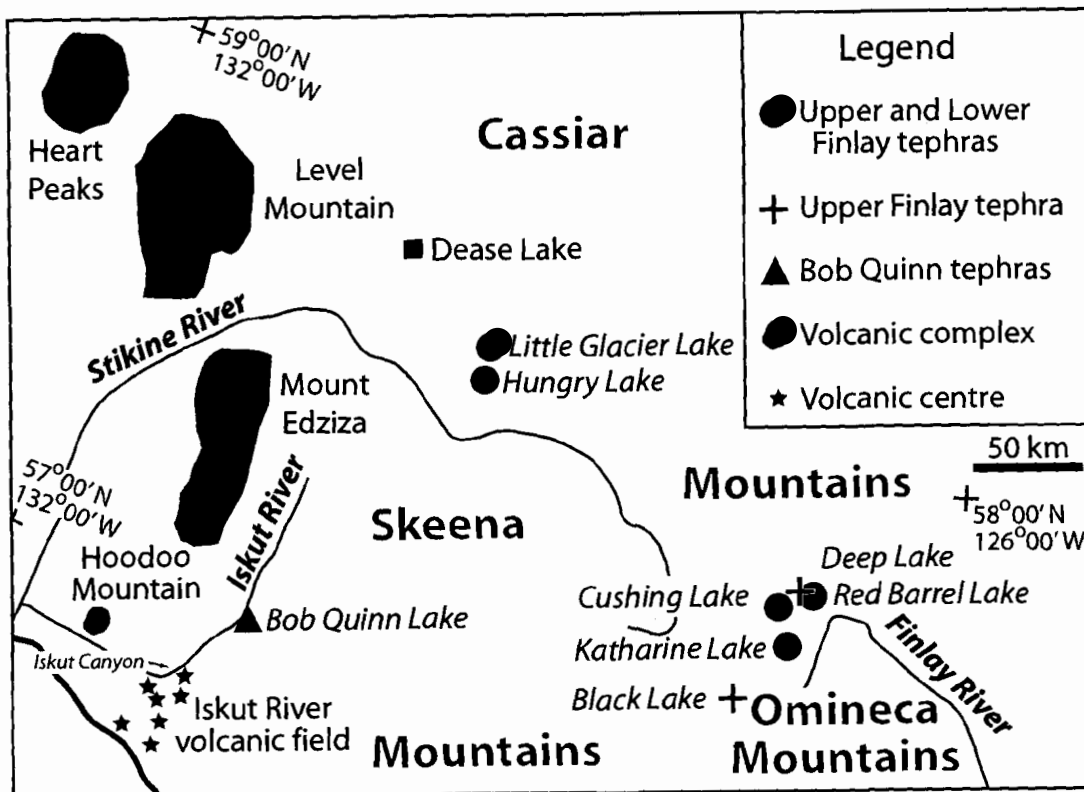 59°00'N
132°00'W
Legend
Upper and Lower
Finlay tephras
Upper Finlay tephra
Bob Quinn tephras
Volcanic complex
Volcanic centre
Cassiar
Heart
Peaks
Level
Mountain
Dease Lake
Stikine River
Little Glacier Lake
Hungry Lake
Mount
Edziza
50 km
57°00'N
132°00'W
Iskut River
Skeena
Mountains
58°00'N
126°00'W
Hoodoo
Mountain
Deep Lake
Cushing Lake
Red Barrel Lake
Bob Quinn Lake
Katharine Lake
Finlay River
Iskut Canyon
Black Lake
Iskut River
volcanic field
Mountains
Omineca
Mountains